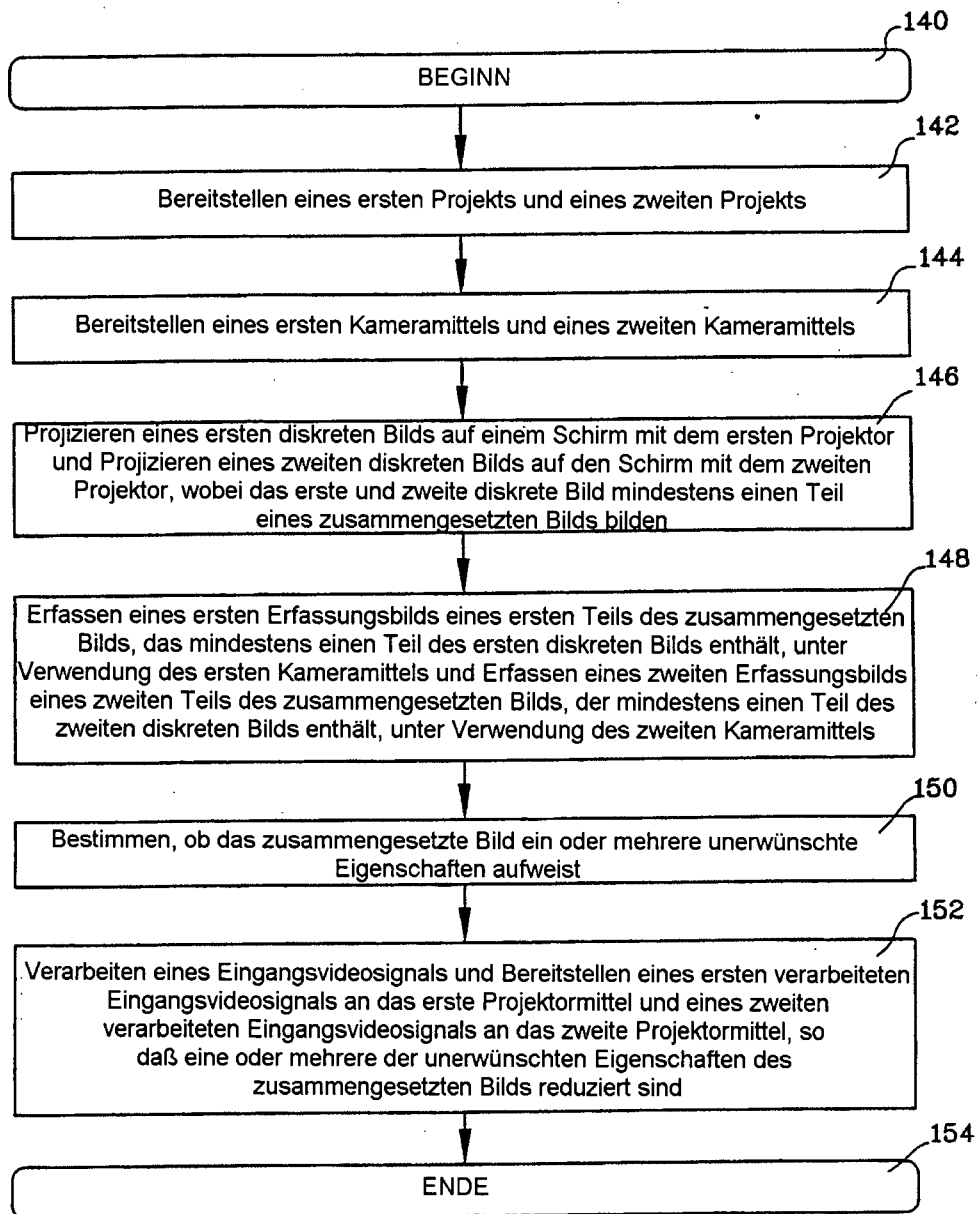 140
BEGINN
142
Bereitstellen eines ersten Projekts und eines zweiten Projekts
144
Bereitstellen eines ersten Kameramittels und eines zweiten Kameramittels
146
Projizieren eines ersten diskreten Bilds auf einem Schirm mit dem ersten Projektor
und Projizieren eines zweiten diskreten Bilds auf den Schirm mit dem zweiten
Projektor, wobei das erste und zweite diskrete Bild mindestens einen Teil
eines zusammengesetzten Bilds bilden
148
Erfassen eines ersten Erfassungsbilds eines ersten Teils des zusammengesetzten
Bilds, das mindestens einen Teil des ersten diskreten Bilds enthält, unter
Verwendung des ersten Kameramittels und Erfassen eines zweiten Erfassungsbilds
eines zweiten Teils des zusammengesetzten Bilds, der mindestens einen Teil des
zweiten diskreten Bilds enthält, unter Verwendung des zweiten Kameramittels
150
Bestimmen, ob das zusammengesetzte Bild ein oder mehrere unerwünschte
Eigenschaften aufweist
152
Verarbeiten eines Eingangsvideosignals und Bereitstellen eines ersten verarbeiteten
Eingangsvideosignals an das erste Projektormittel und eines zweiten
verarbeiteten Eingangsvideosignals an das zweite Projektormittel, so
daß eine oder mehrere der unerwünschten Eigenschaften des
zusammengesetzten Bilds reduziert sind
154
ENDE